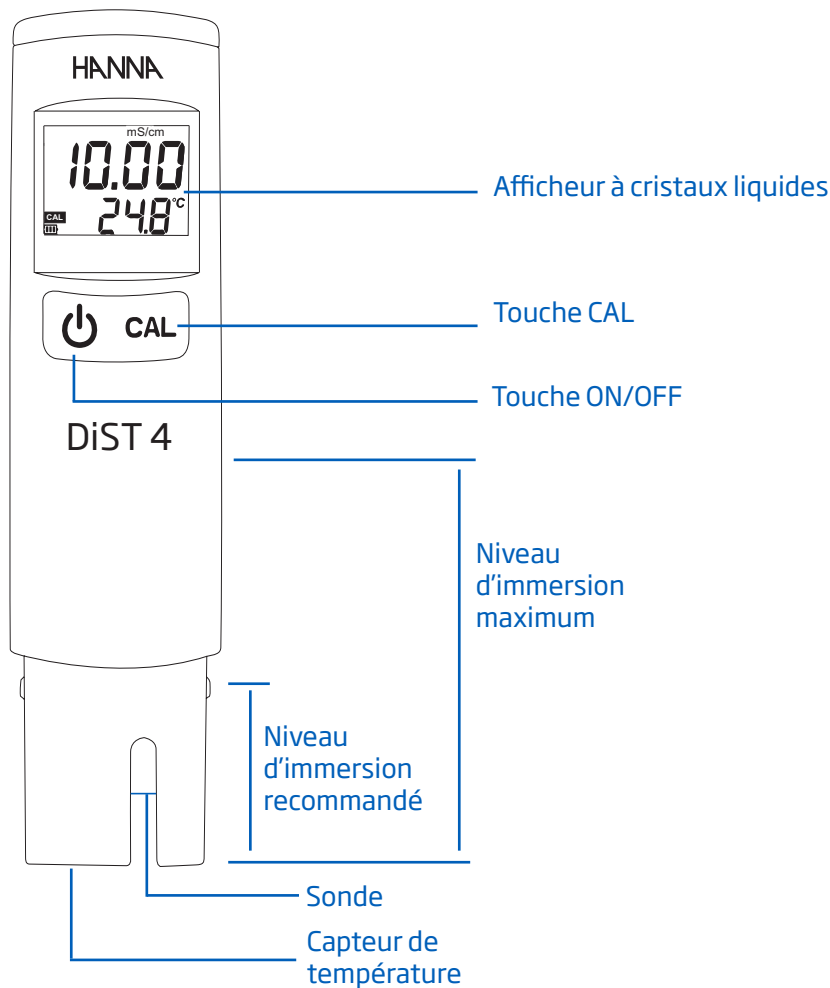 HANNA
mS/cm
10.00
24.8°C
CAL
Afficheur à cristaux liquides
CAL
Touche CAL
Touche ON/OFF
DiST 4
Niveau
d'immersion
maximum
Niveau
d'immersion
recommandé
Sonde
Capteur de
température